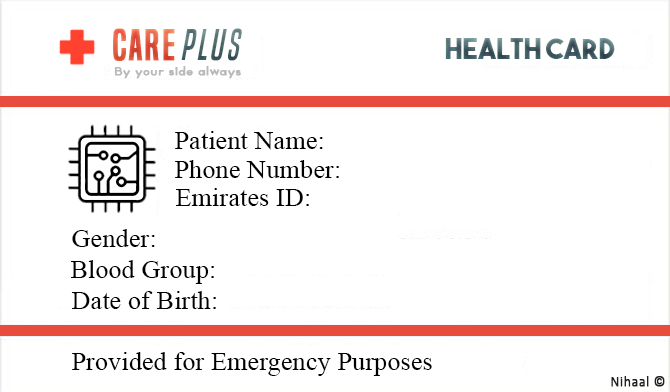 CARE PLUS
By your side always
HEALTH CARD
Patient Name:
Phone Number:
Emirates ID:
Gender:
Blood Group:
Date of Birth:
Provided for Emergency Purposes
Nihaal ©